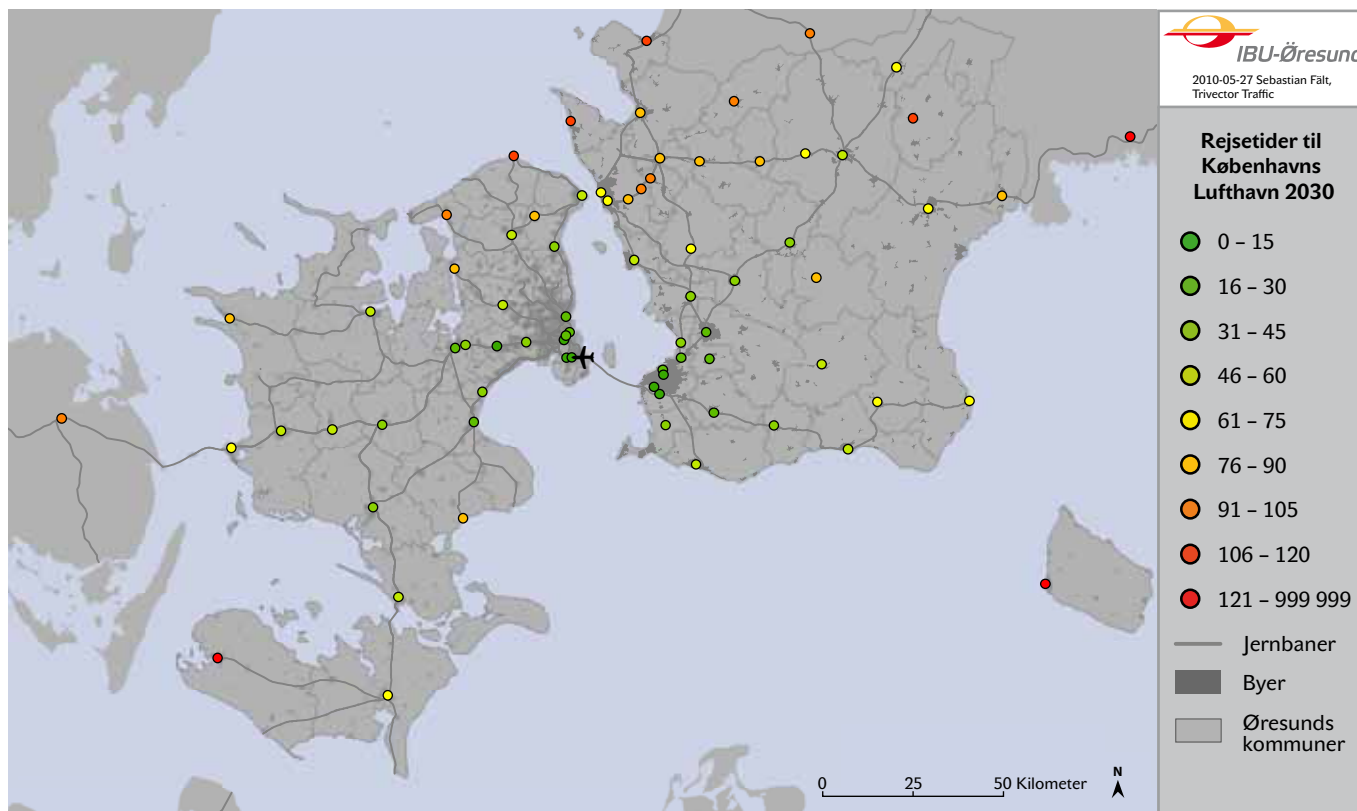 IBU-Øresund
2010-05-27 Sebastian Fält,
Trivector Traffic
Rejsetider til
Københavns
Lufthavn 2030
0 – 15
16 – 30
31 – 45
46 – 60
61 – 75
76 – 90
91 – 105
106 – 120
121 – 999 999
Jernbaner
Byer
Øresunds
kommuner
0 25 50 Kilometer
N